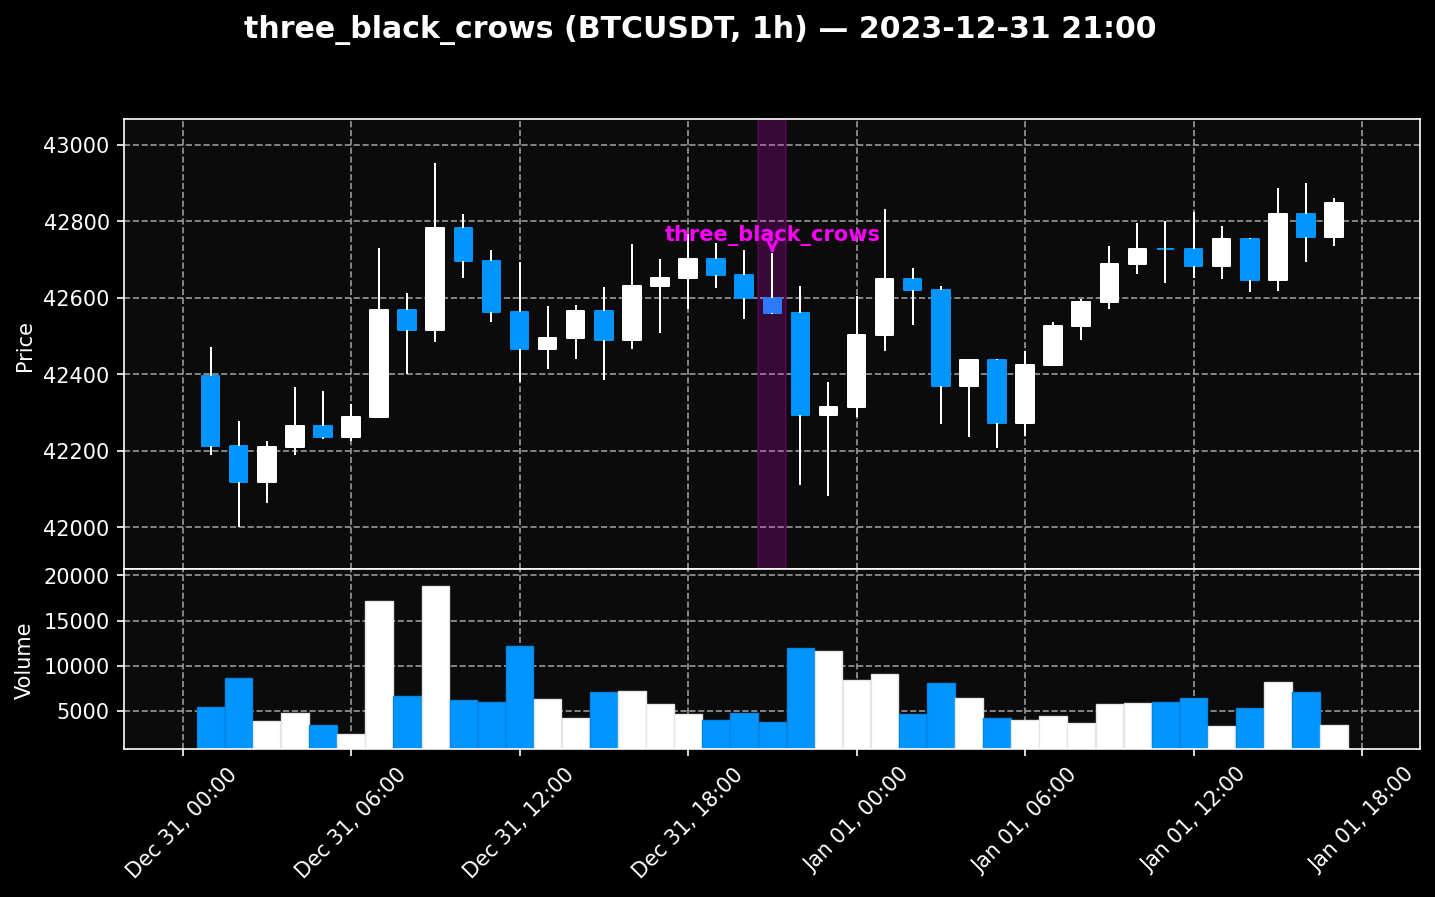 three_black_crows (BTCUSDT, 1h) — 2023-12-31 21:00
43000
42800
42600
42400
42200
42000
Price
three_black_crows
20000
15000
10000
5000
Volume
Dec 31, 00:00
Dec 31, 06:00
Dec 31, 12:00
Dec 31, 18:00
Jan 01, 00:00
Jan 01, 06:00
Jan 01, 12:00
Jan 01, 18:00